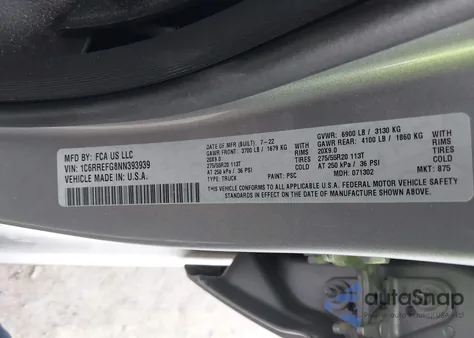 MFD BY: FCA US LLC
VIN: 1C6RREFG8NN393939
VEHICLE MADE IN: U.S.A.
DATE OF MFR (BUILT): 7-22
GAWR FRONT: 3700 LB / 1679 KG WITH
20X9.0 RIMS
275/55R20 113T TIRES
AT 250 kPa / 36 PSI COLD
TYPE: TRUCK PAINT: PSC
GVWR: 6900 LB / 3130 KG
GAWR REAR: 4100 LB / 1860 KG WITH
20X9.0 RIMS
275/55R20 113T TIRES
AT 250 kPa / 36 PSI COLD
MDH: 071302 MKT: 875
THIS VEHICLE CONFORMS TO ALL APPLICABLE U.S.A. FEDERAL MOTOR VEHICLE SAFETY STANDARDS
IN EFFECT ON THE DATE OF MANUFACTURE SHOWN ABOVE.
autoSnap
www.autosnap.ltd